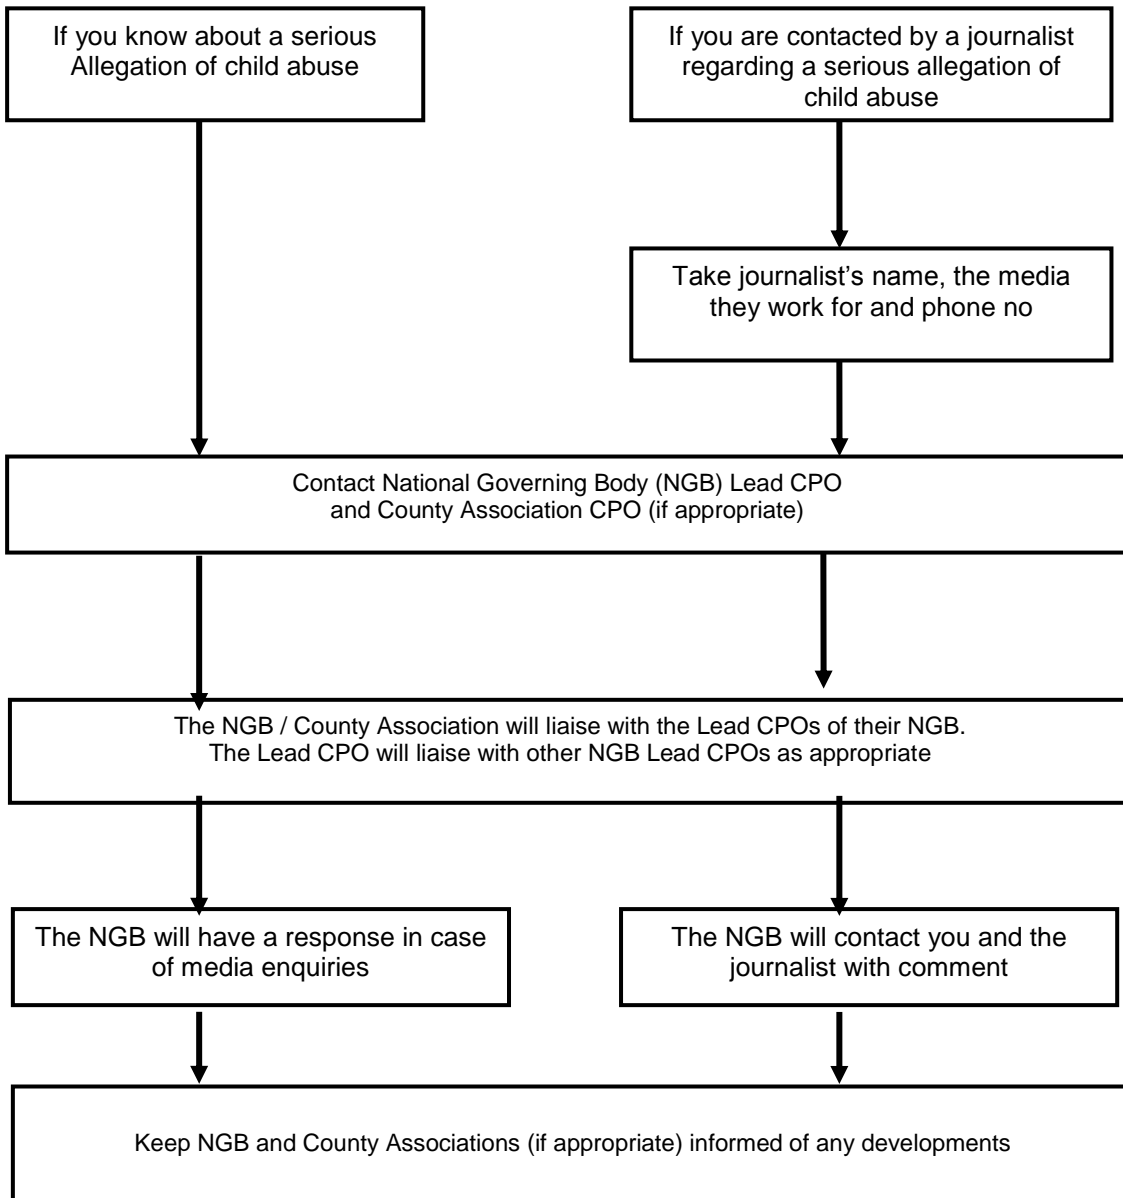 If you know about a serious
Allegation of child abuse
If you are contacted by a journalist
regarding a serious allegation of
child abuse
Take journalist’s name, the media
they work for and phone no
Contact National Governing Body (NGB) Lead CPO
and County Association CPO (if appropriate)
The NGB / County Association will liaise with the Lead CPOs of their NGB.
The Lead CPO will liaise with other NGB Lead CPOs as appropriate
The NGB will have a response in case
of media enquiries
The NGB will contact you and the
journalist with comment
Keep NGB and County Associations (if appropriate) informed of any developments